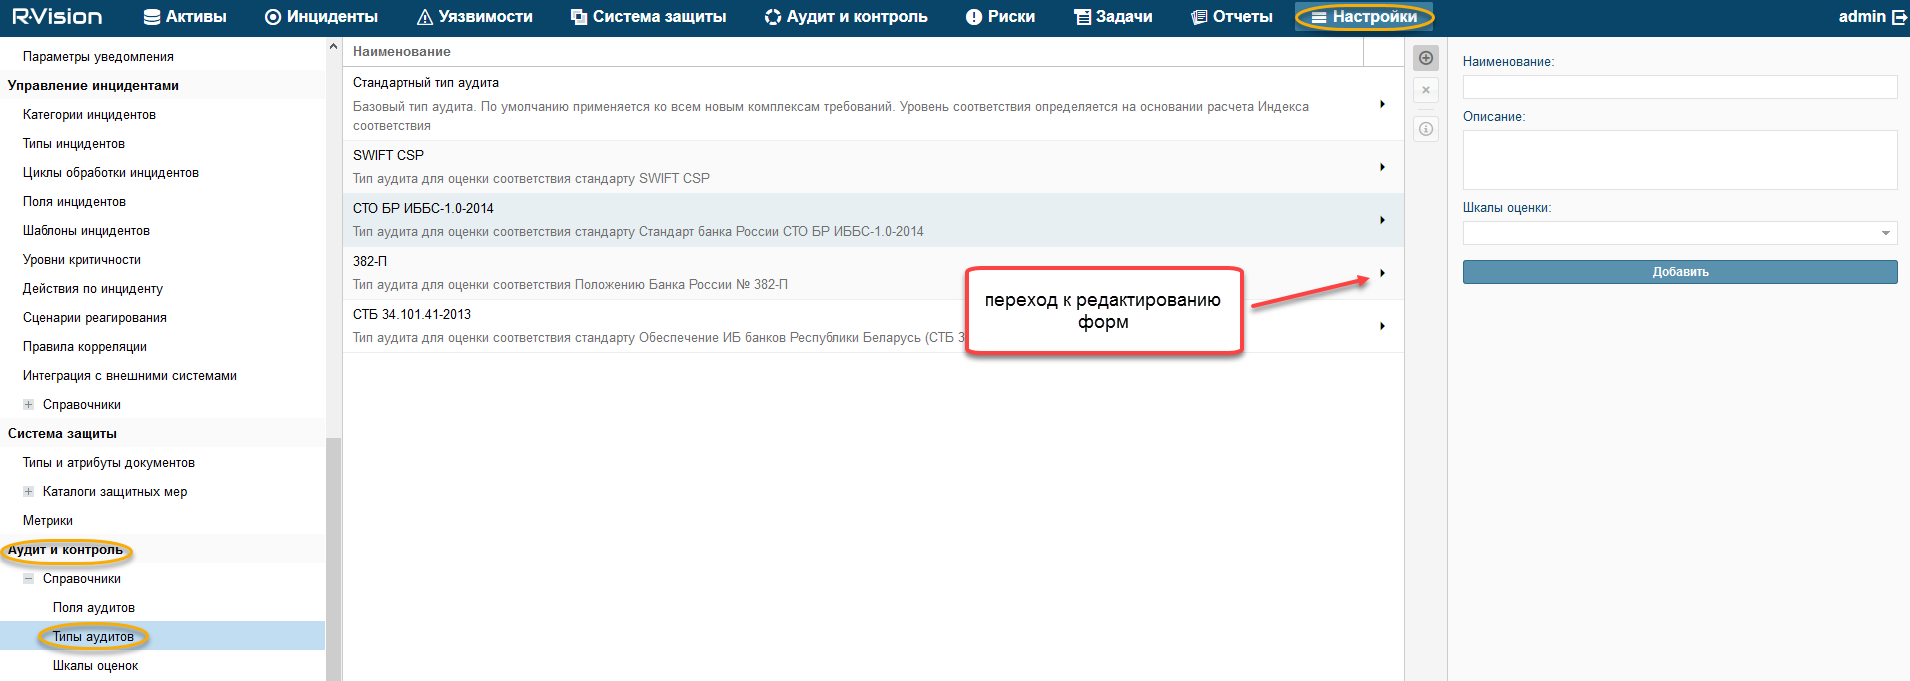 R·Vision
Активы
Инциденты
Уязвимости
Система защиты
Аудит и контроль
Риски
Задачи
Отчеты
Настройки
admin
Параметры уведомления
Управление инцидентами
Категории инцидентов
Типы инцидентов
Циклы обработки инцидентов
Поля инцидентов
Шаблоны инцидентов
Уровни критичности
Действия по инциденту
Сценарии реагирования
Правила корреляции
Интеграция с внешними системами
Справочники
Система защиты
Типы и атрибуты документов
Каталоги защитных мер
Метрики
Аудит и контроль
Справочники
Поля аудитов
Типы аудитов
Шкалы оценок
Наименование
Стандартный тип аудита
Базовый тип аудита. По умолчанию применяется ко всем новым комплексам требований. Уровень соответствия определяется на основании расчета Индекса
соответствия
SWIFT CSP
Тип аудита для оценки соответствия стандарту SWIFT CSP
СТО БР ИББС-1.0-2014
Тип аудита для оценки соответствия стандарту Стандарт банка России СТО БР ИББС-1.0-2014
382-П
Тип аудита для оценки соответствия Положению Банка России № 382-П
СТБ 34.101.41-2013
Тип аудита для оценки соответствия стандарту Обеспечение ИБ банков Республики Беларусь (СТБ 3
переход к редактированию
форм
Наименование:
Описание:
Шкалы оценки:
Добавить